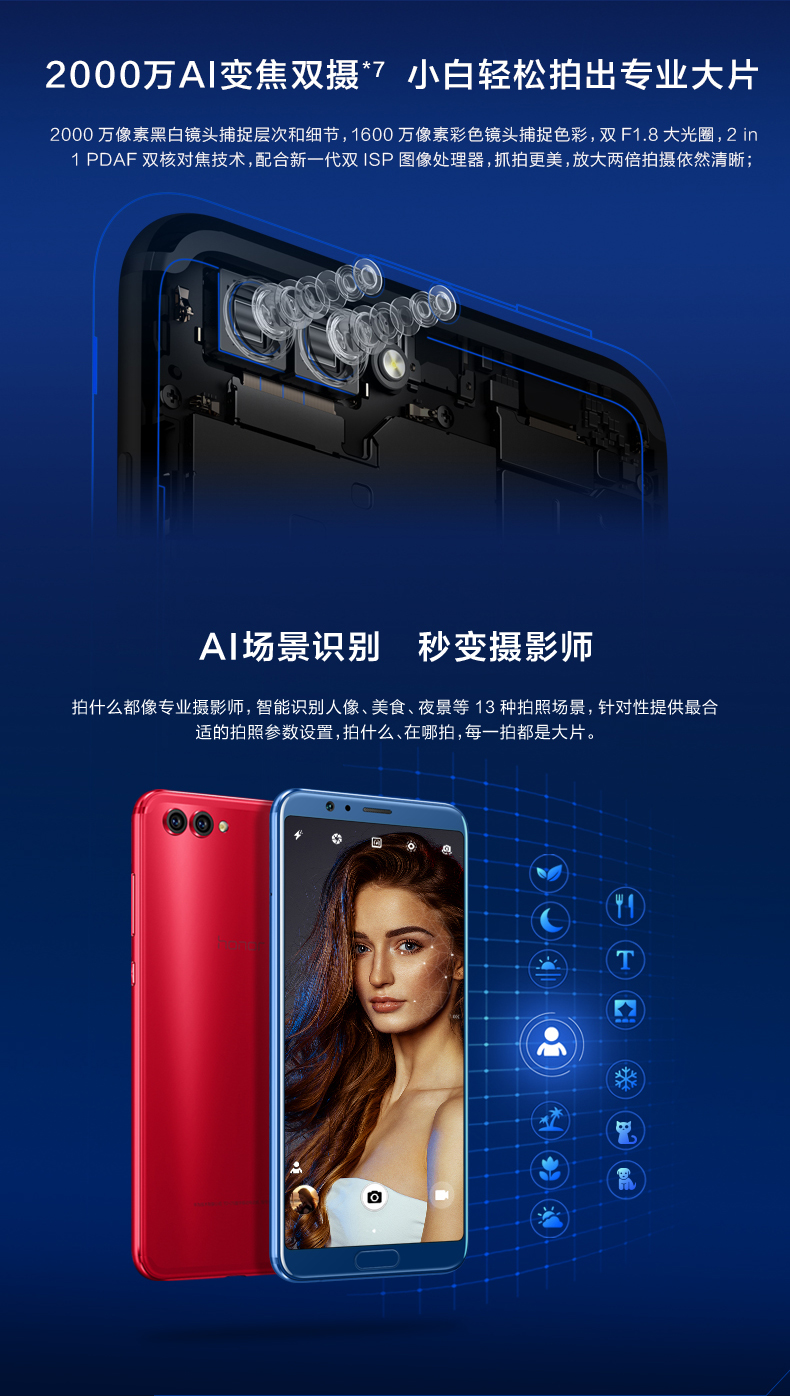 2000万AI变焦双摄*7 小白轻松拍出专业大片
2000 万像素黑白镜头捕捉层次和细节，1600 万像素彩色镜头捕捉色彩，双 F1.8 大光圈，2 in
1 PDAF 双核对焦技术，配合新一代双 ISP 图像处理器，抓拍更美，放大两倍拍摄依然清晰；
AI场景识别 秒变摄影师
拍什么都像专业摄影师，智能识别人像、美食、夜景等 13 种拍照场景，针对性提供最合
适的拍照参数设置，拍什么、在哪拍，每一拍都是大片。
honor
T